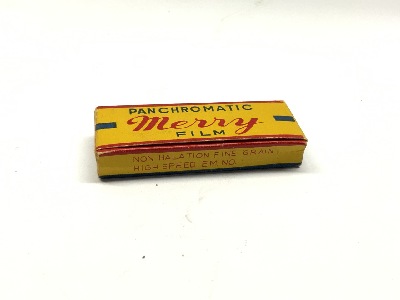 PANCHROMATIC
Merry
FILM
NON HALATION FINE GRAIN
HIGH SPEED EM NO.